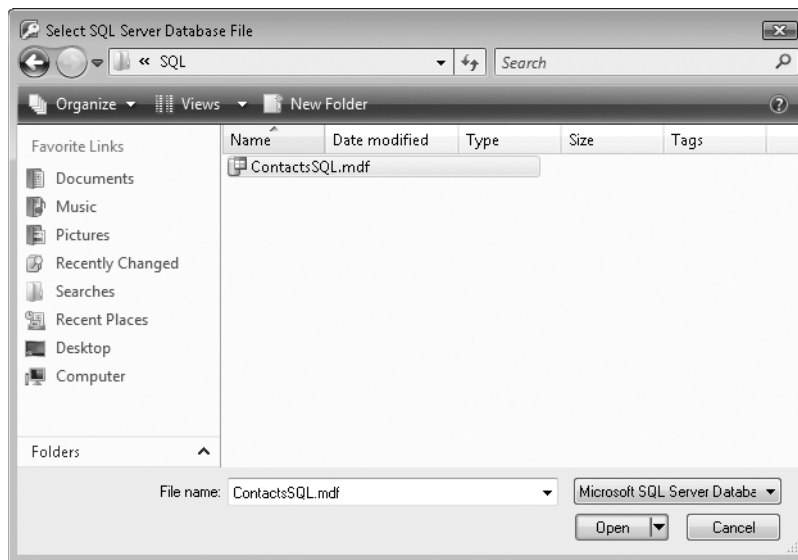 Select SQL Server Database File
« SQL
Search
Organize Views New Folder
?
Favorite Links
Documents
Music
Pictures
Recently Changed
Searches
Recent Places
Desktop
Computer
Folders
Name Date modified Type Size Tags
ContactsSQL.mdf
File name: ContactsSQL.mdf
Microsoft SQL Server Databa
Open Cancel